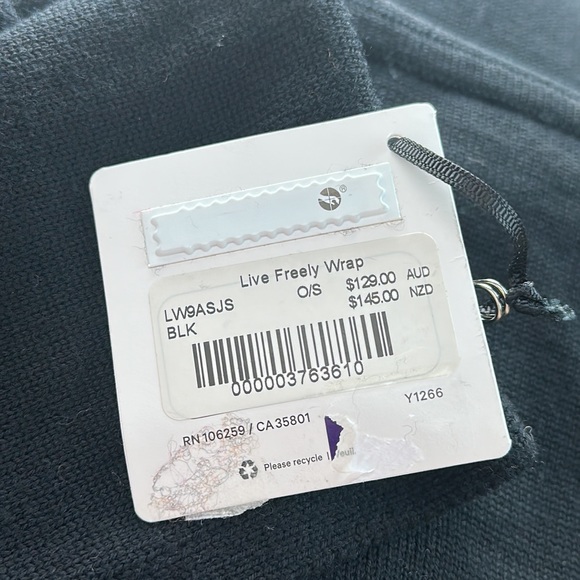 ®
Live Freely Wrap
LW9ASJS O/S $129.00 AUD
BLK $145.00 NZD
000003763610
RN 106259 / CA 35801
Y1266
Please recycle